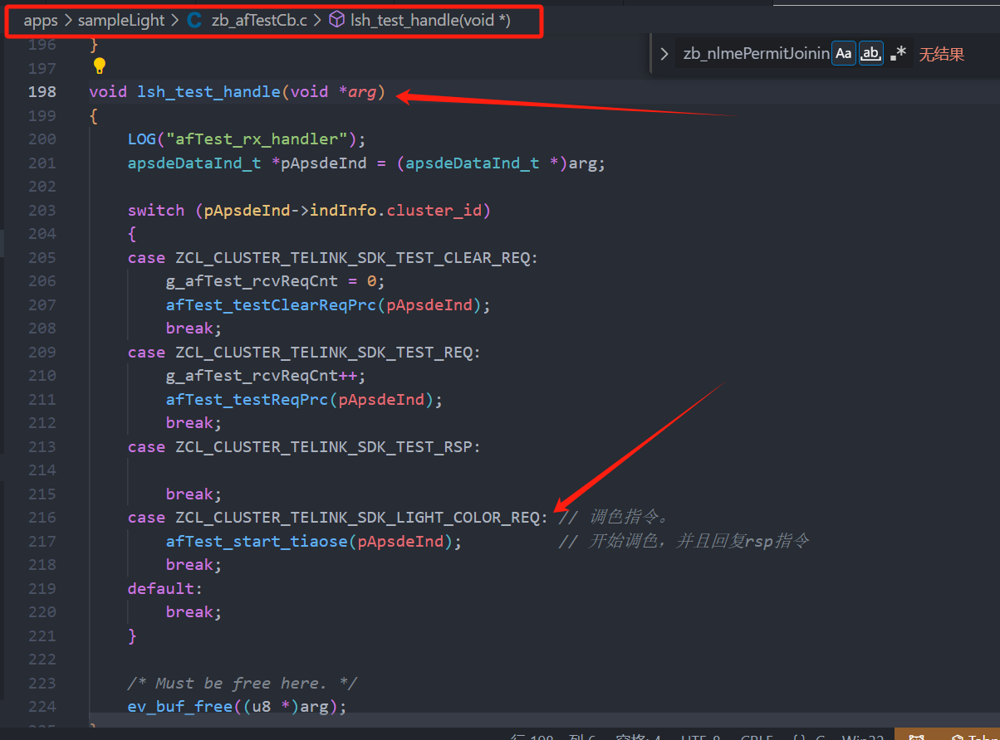 apps > sampleLight > C zb_afTestCb.c > lsh_test_handle(void *)
zb_nlmePermitJoinin Aa ab .* 无结果
196 }
197
198 void lsh_test_handle(void *arg)
199 {
200 LOG("afTest_rx_handler");
201 apsdeDataInd_t *pApsdeInd = (apsdeDataInd_t *)arg;
202
203 switch (pApsdeInd->indInfo.cluster_id)
204 {
205 case ZCL_CLUSTER_TELINK_SDK_TEST_CLEAR_REQ:
206 g_afTest_rcvReqCnt = 0;
207 afTest_testClearReqPrc(pApsdeInd);
208 break;
209 case ZCL_CLUSTER_TELINK_SDK_TEST_REQ:
210 g_afTest_rcvReqCnt++;
211 afTest_testReqPrc(pApsdeInd);
212 break;
213 case ZCL_CLUSTER_TELINK_SDK_TEST_RSP:
214
215 break;
216 case ZCL_CLUSTER_TELINK_SDK_LIGHT_COLOR_REQ: // 调色指令。
217 afTest_start_tiaose(pApsdeInd); // 开始调色，并且回复rsp指令
218 break;
219 default:
220 break;
221 }
222
223 /* Must be free here. */
224 ev_buf_free((u8 *)arg);